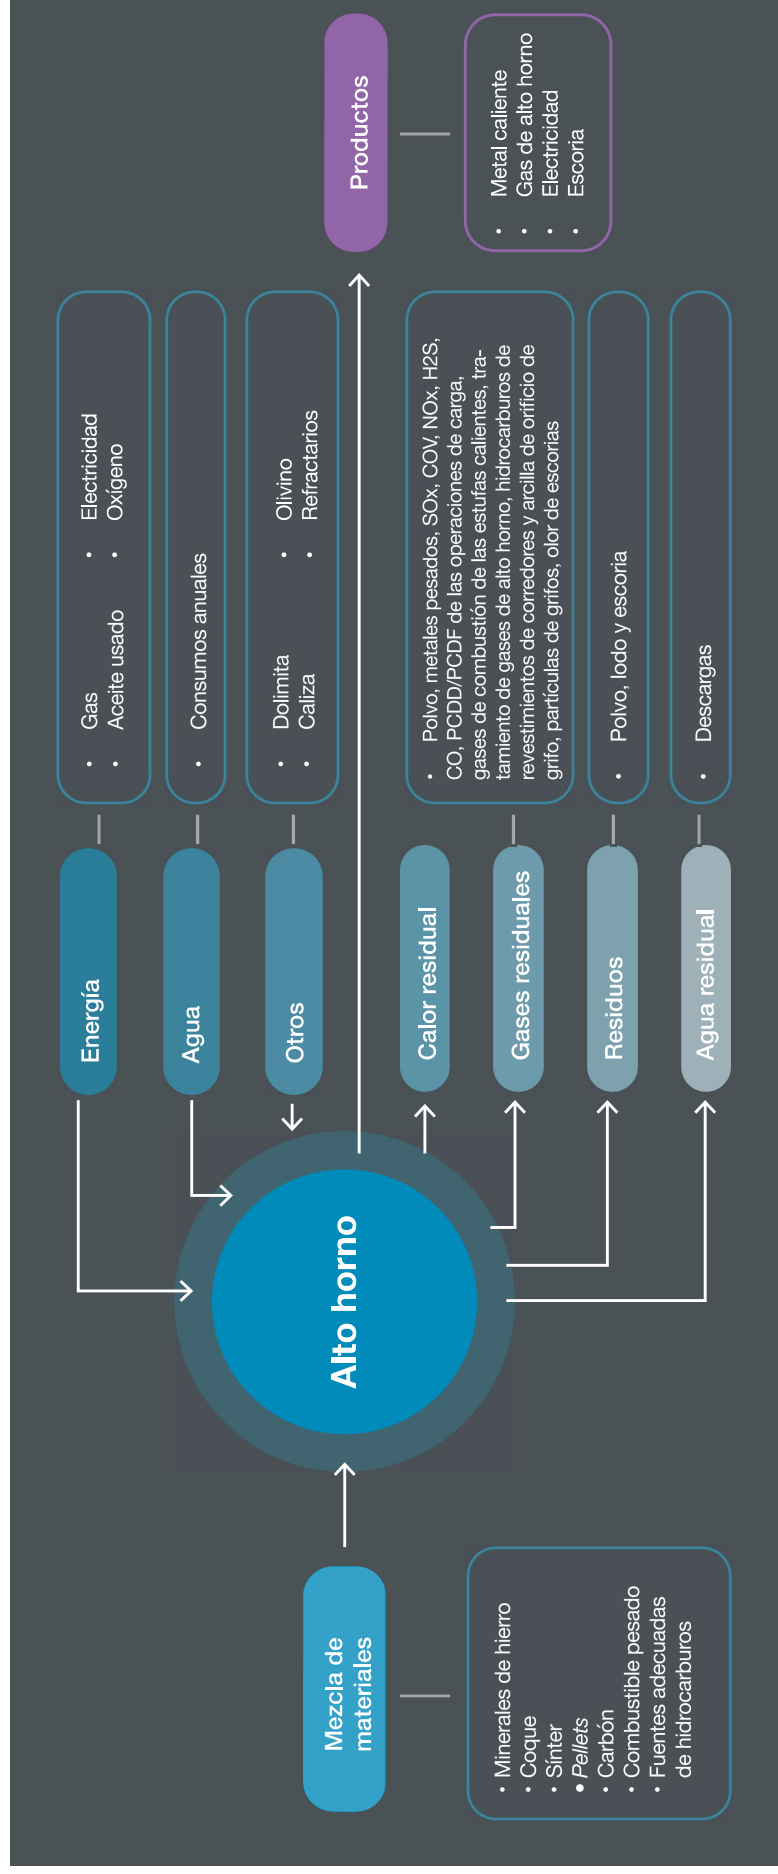 Mezcla de
materiales
• Minerales de hierro
• Coque
• Sínter
• Pellets
• Carbón
• Combustible pesado
• Fuentes adecuadas
de hidrocarburos
Alto horno
Energía
• Gas
• Aceite usado
• Electricidad
• Oxígeno
Agua
• Consumos anuales
Otros
• Dolimita
• Caliza
• Olivino
• Refractarios
Calor residual
Gases residuales
• Polvo, metales pesados, SOx, COV, NOx, H2S,
CO, PCDD/PCDF de las operaciones de carga,
gases de combustión de las estufas calientes, tra-
tamiento de gases de alto horno, hidrocarburos de
revestimientos de corredores y arcilla de orificio de
grifo, partículas de grifos, olor de escorias
Residuos
• Polvo, lodo y escoria
Agua residual
• Descargas
Productos
• Metal caliente
• Gas de alto horno
• Electricidad
• Escoria